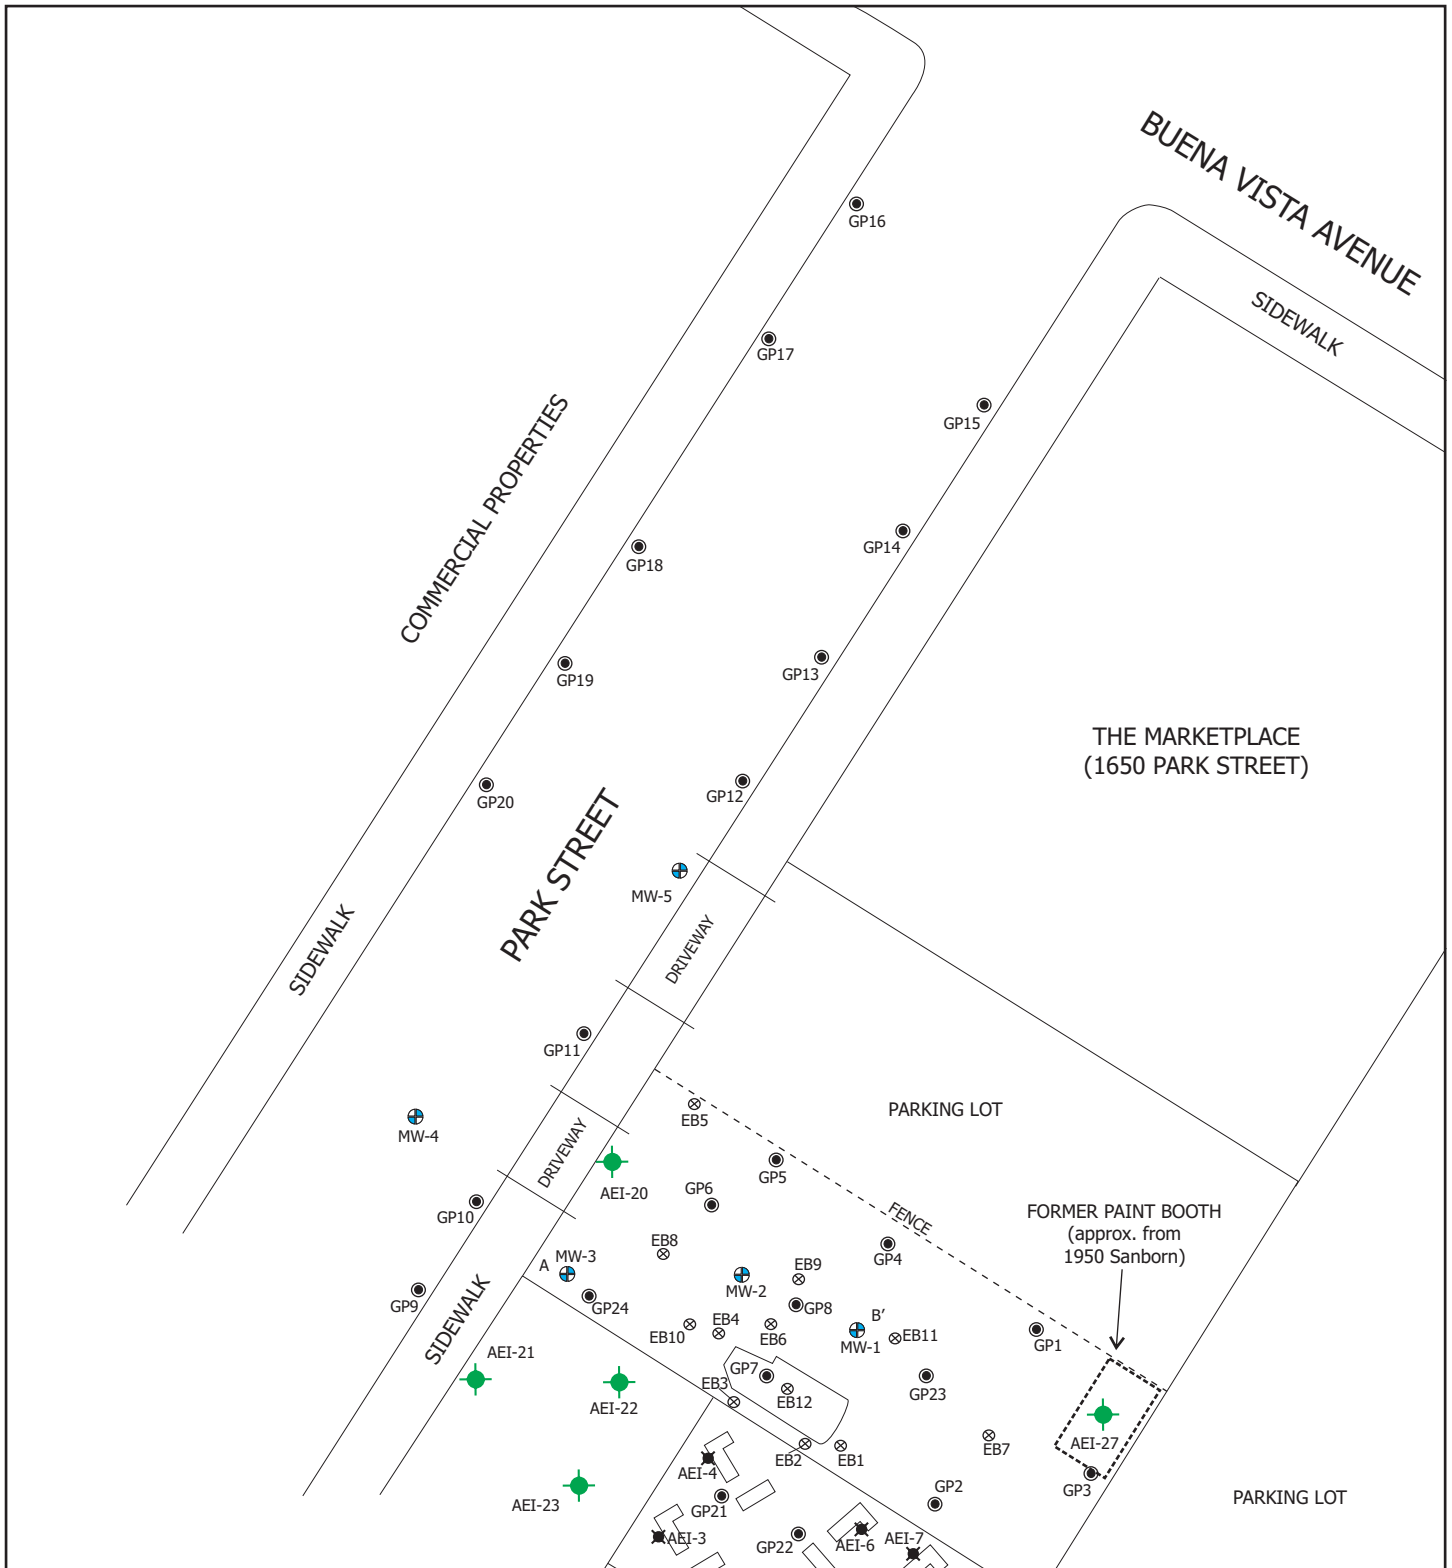 BUENA VISTA AVENUE
SIDEWALK
GP16
GP17
GP15
COMMERCIAL PROPERTIES
GP14
GP18
GP13
GP19
THE MARKETPLACE
(1650 PARK STREET)
GP12
GP20
PARK STREET
MW-5
SIDEWALK
DRIVEWAY
GP11
PARKING LOT
EB5
MW-4
DRIVEWAY
GP5
AEI-20
GP6
GP10
FENCE
FORMER PAINT BOOTH
(approx. from
1950 Sanborn)
EB8
GP4
A
MW-3
EB9
MW-2
GP9
GP24
GP8
SIDEWALK
B'
EB10
EB4
EB6
MW-1
EB11
GP1
AEI-21
GP7
EB3
EB12
GP23
AEI-22
AEI-27
EB7
EB2
EB1
AEI-4
GP3
GP2
PARKING LOT
AEI-23
GP21
AEI-3
GP22
AEI-6
AEI-7